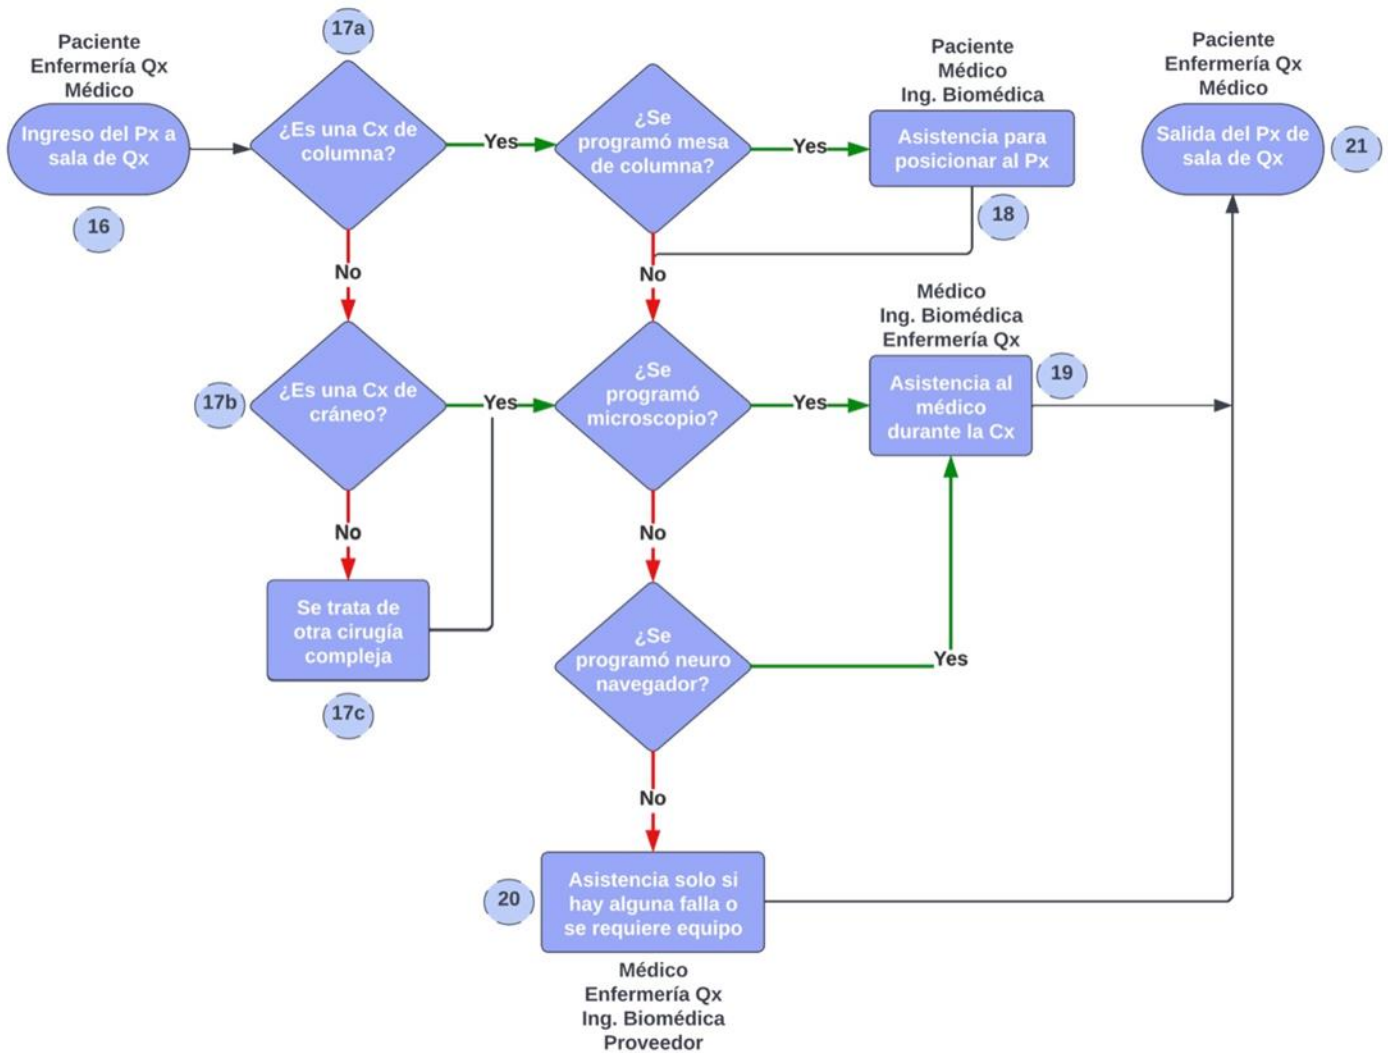 17a
Paciente
Enfermería Qx
Médico
Ingreso del Px a
sala de Qx
16
¿Es una Cx de
columna?
Yes
¿Se
programó mesa
de columna?
Yes
Paciente
Médico
Ing. Biomédica
Asistencia para
posicionar al Px
18
Paciente
Enfermería Qx
Médico
Salida del Px de
sala de Qx
21
No
No
17b
¿Es una Cx de
cráneo?
Yes
¿Se
programó
microscopio?
Yes
Médico
Ing. Biomédica
Enfermería Qx
Asistencia al
médico
durante la Cx
19
No
No
Se trata de
otra cirugía
compleja
17c
¿Se
programó neuro
navegador?
Yes
No
20
Asistencia solo si
hay alguna falla o
se requiere equipo
Médico
Enfermería Qx
Ing. Biomédica
Proveedor